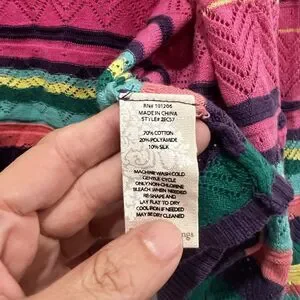 RN# 101206
MADE IN CHINA
STYLE# 2EC57
70% COTTON
20% POLYAMIDE
10% SILK
MACHINE WASH COLD
GENTLE CYCLE
ONLY NON-CHLORINE
BLEACH WHEN NEEDED
RE-SHAPE AND
LAY FLAT TO DRY
COOL IRON IF NEEDED
MAY BE DRY CLEANED